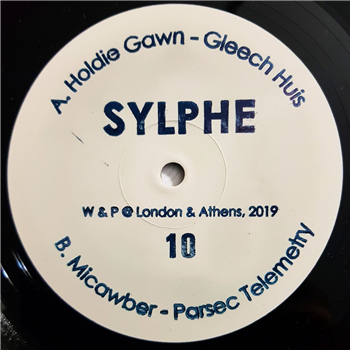 A. Holdie Gawn - Gleech Huis
SYLPHE
W & P @ London & Athens, 2019
10
B. Micawber - Parsec Telemetry